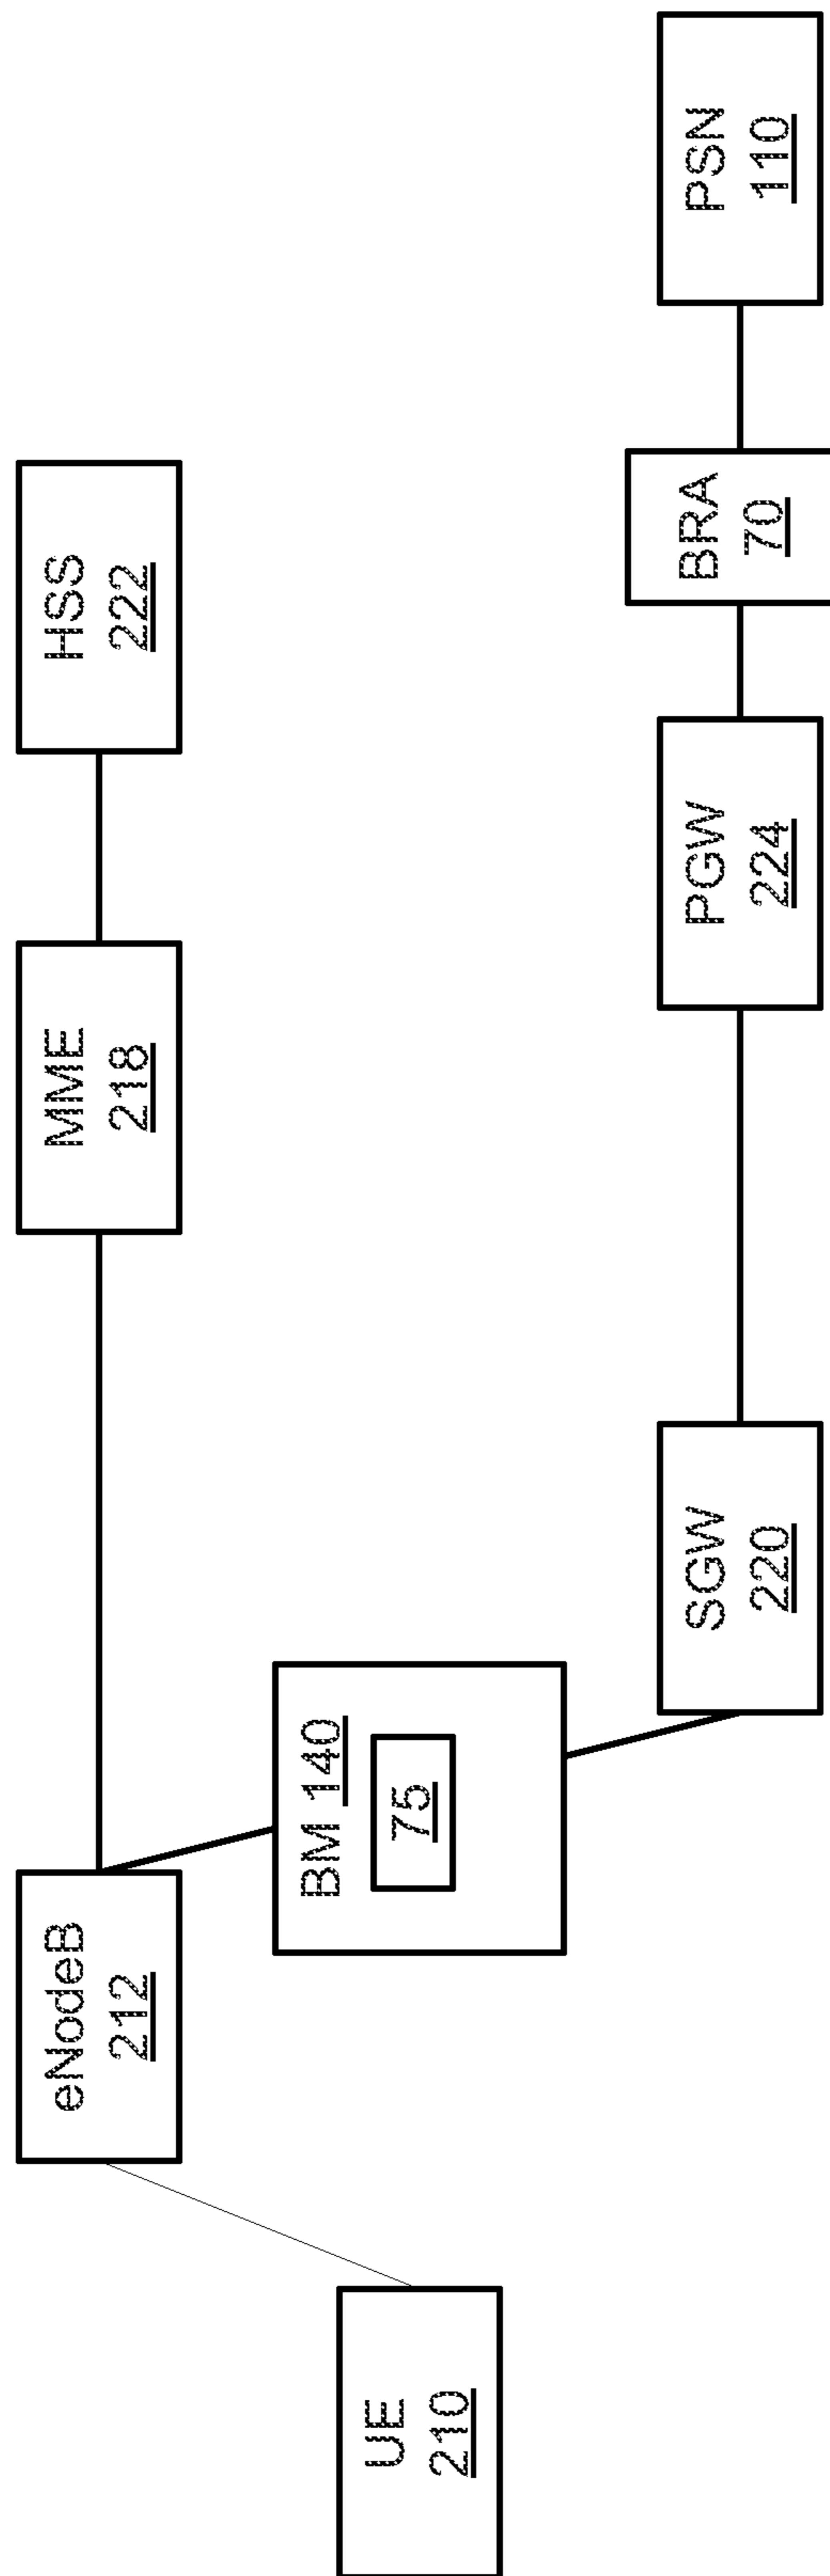 eNodeB
212
MME
218
HSS
222
UE
210
BM 140
75
SGW
220
PGW
224
BRA
70
PSN
110